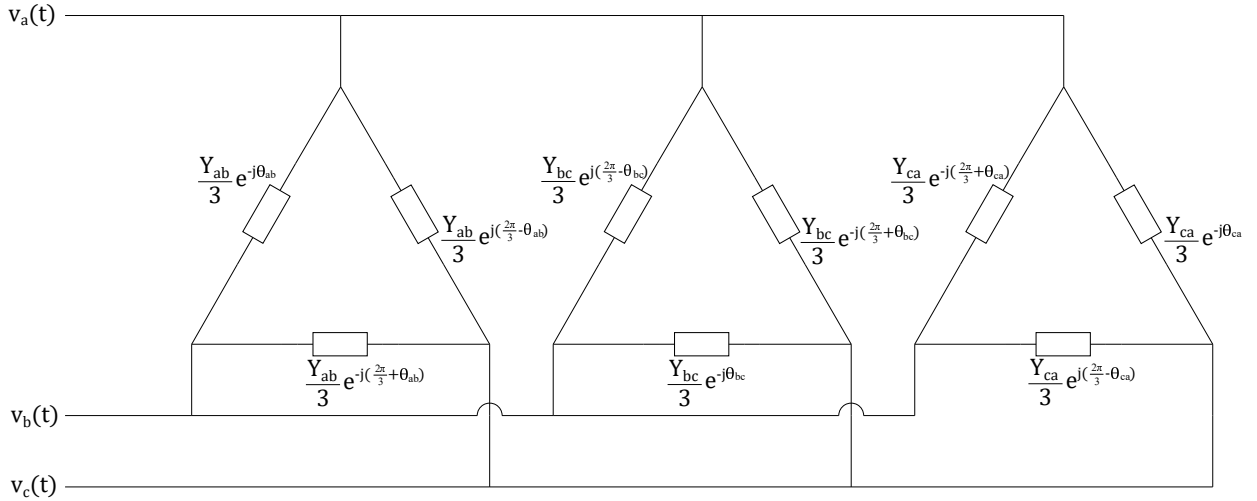 v_a(t)
Y_ab/3 e^-jθ_ab
Y_ab/3 e^j(2π/3-θ_ab)
Y_ab/3 e^-j(2π/3+θ_ab)
Y_bc/3 e^j(2π/3-θ_bc)
Y_bc/3 e^-j(2π/3+θ_bc)
Y_bc/3 e^-jθ_bc
Y_ca/3 e^-j(2π/3+θ_ca)
Y_ca/3 e^-jθ_ca
Y_ca/3 e^j(2π/3-θ_ca)
v_b(t)
v_c(t)